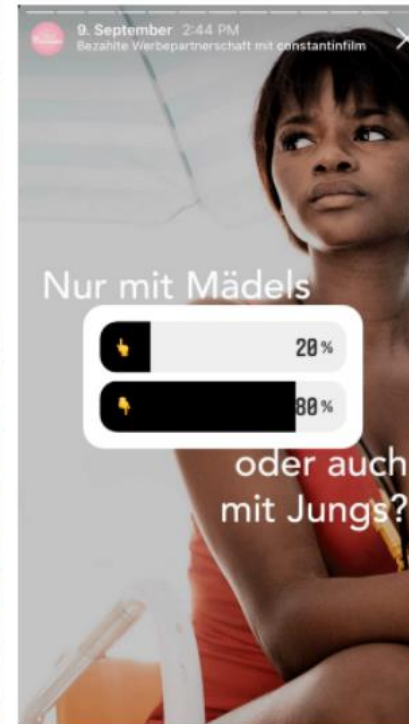 9. September 2:44 PM
Bezahlte Werbepartnerschaft mit constantinfilm
Nur mit Mädels
20%
80%
oder auch
mit Jungs?